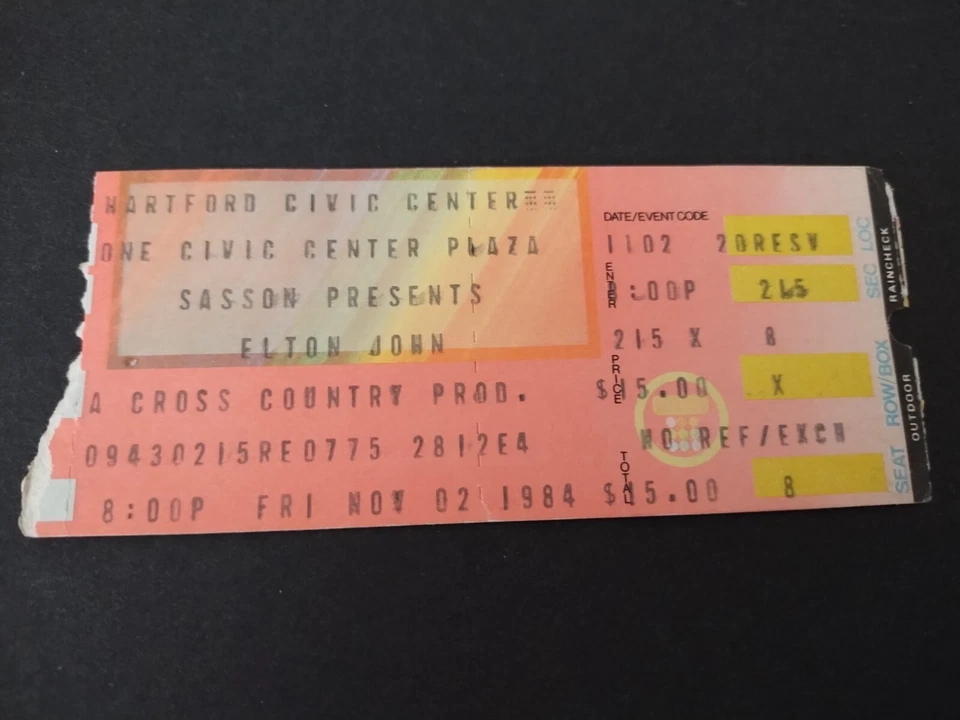 HARTFORD CIVIC CENTER
ONE CIVIC CENTER PLAZA
SASSON PRESENTS
ELTON JOHN
A CROSS COUNTRY PROD.
09430215RE0775 2812E4
8:00P FRI NOV 02 1984
DATE/EVENT CODE
1102 20RESV
ENTER
8:00P 215
215 X 8
PRICE
$15.00 X
NO REF/EXCH
TOTAL
$15.00 8
SEAT ROW/BOX SEC LOC
OUTDOOR RAINCHECK